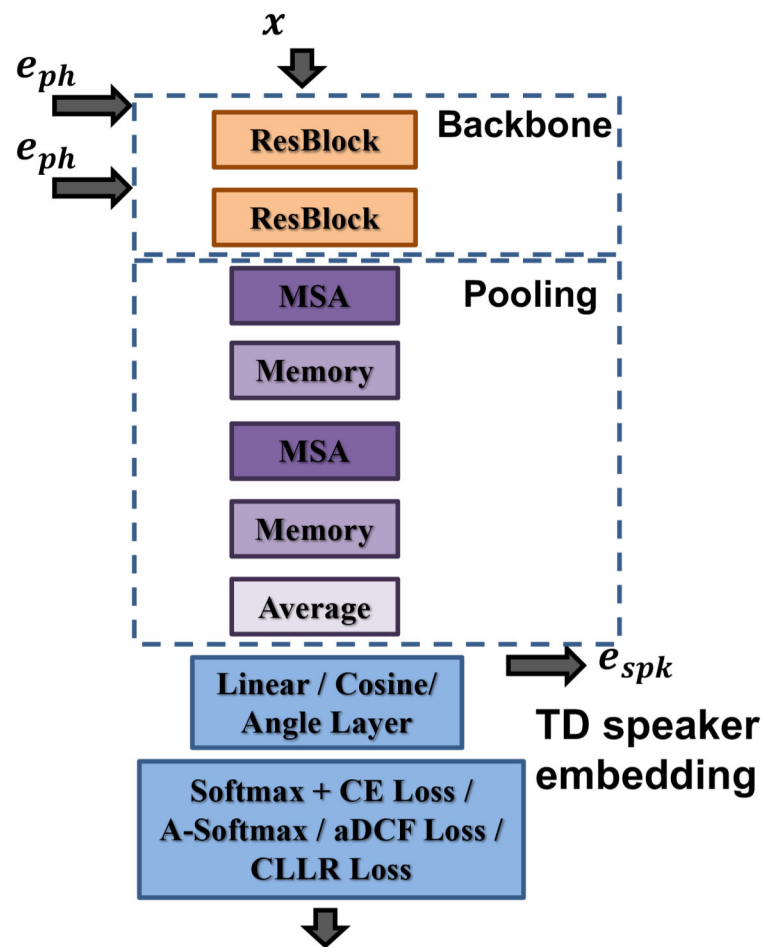 x
e_ph
ResBlock
Backbone
e_ph
ResBlock
MSA
Pooling
Memory
MSA
Memory
Average
e_spk
Linear / Cosine/
Angle Layer
TD speaker
embedding
Softmax + CE Loss /
A-Softmax / aDCF Loss /
CLLR Loss